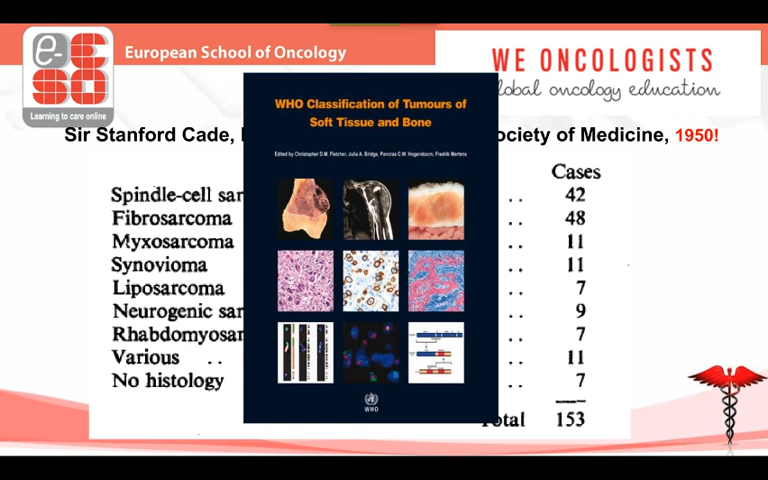 e-ESO
Learning to care online
European School of Oncology
WE ONCOLOGISTS
global oncology education
Sir Stanford Cade,
ociety of Medicine, 1950!
WHO Classification of Tumours of
Soft Tissue and Bone
Edited by Christopher D.M. Fletcher, Julia A. Bridge, Pancras C.W. Hogendoorn, Fredrik Mertens
Cases
Spindle-cell sar .. 42
Fibrosarcoma .. 48
Myxosarcoma .. 11
Synovioma .. 11
Liposarcoma .. 7
Neurogenic sar .. 9
Rhabdomyosar .. 7
Various .. .. 11
No histology .. 7
Total 153
WHO